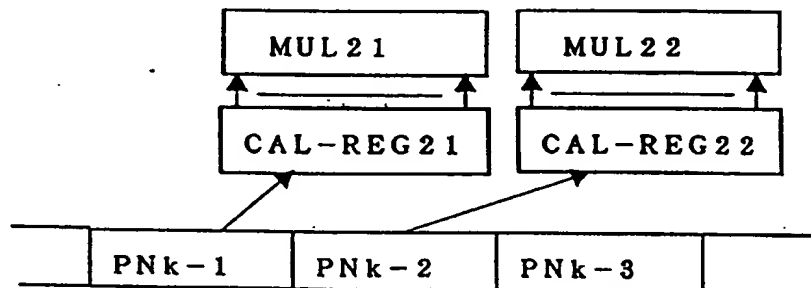 MUL21 MUL22
CAL-REG21 CAL-REG22
PNk-1 PNk-2 PNk-3